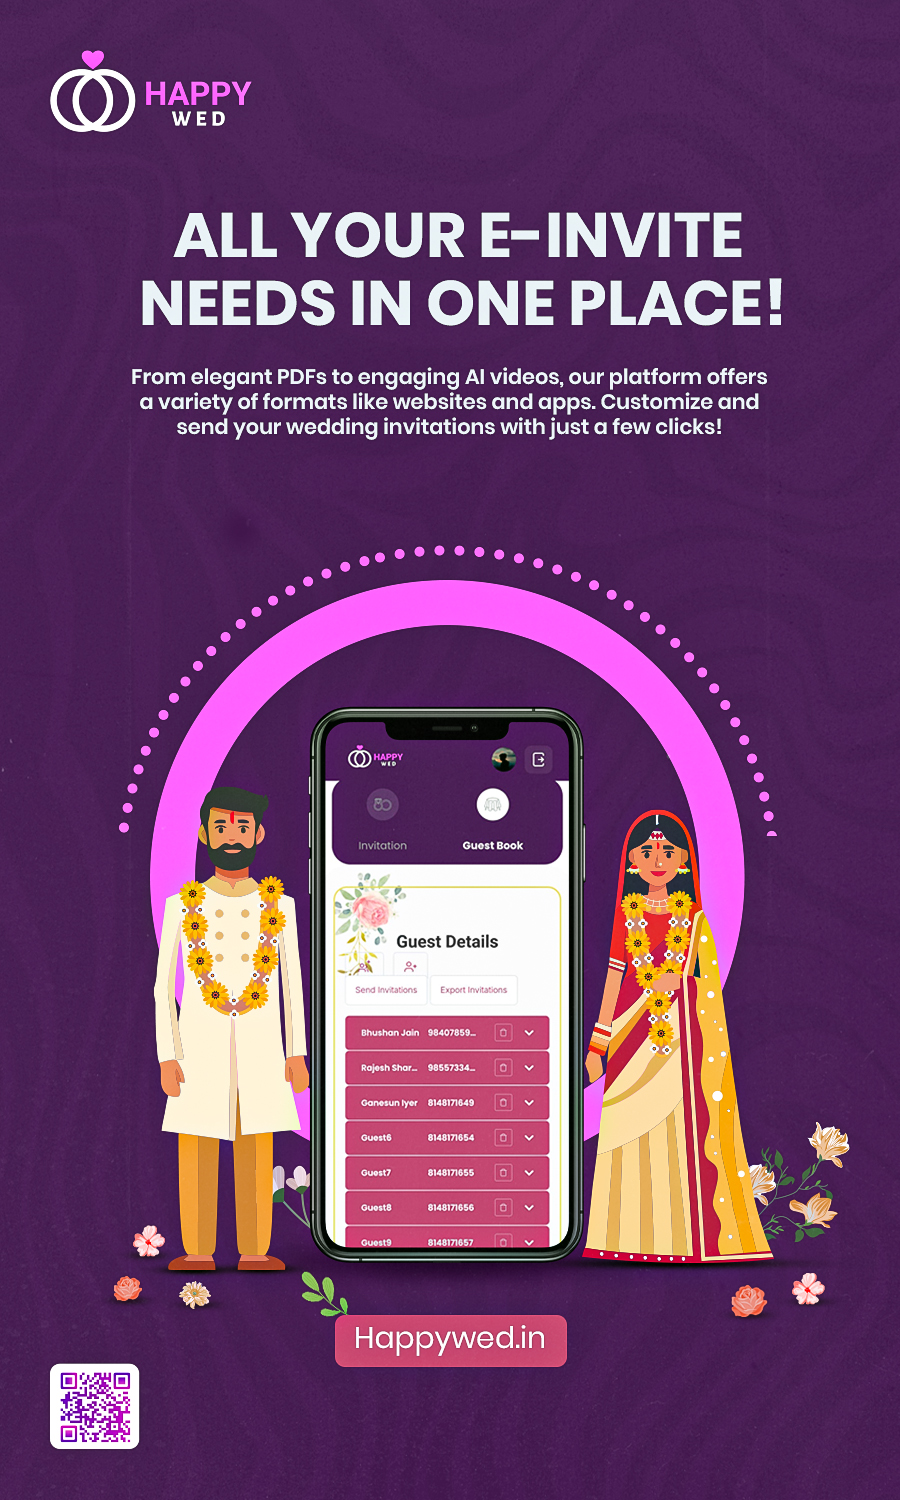 HAPPY
WED
ALL YOUR E-INVITE
NEEDS IN ONE PLACE!
From elegant PDFs to engaging AI videos, our platform offers
a variety of formats like websites and apps. Customize and
send your wedding invitations with just a few clicks!
HAPPY
WED
Invitation Guest Book
Guest Details
Send Invitations Export Invitations
Bhushan Jain 98407859...
Rajesh Shar... 98557334...
Ganesun Iyer 8148171649
Guest6 8148171654
Guest7 8148171655
Guest8 8148171656
Guest9 8148171657
Happywed.in